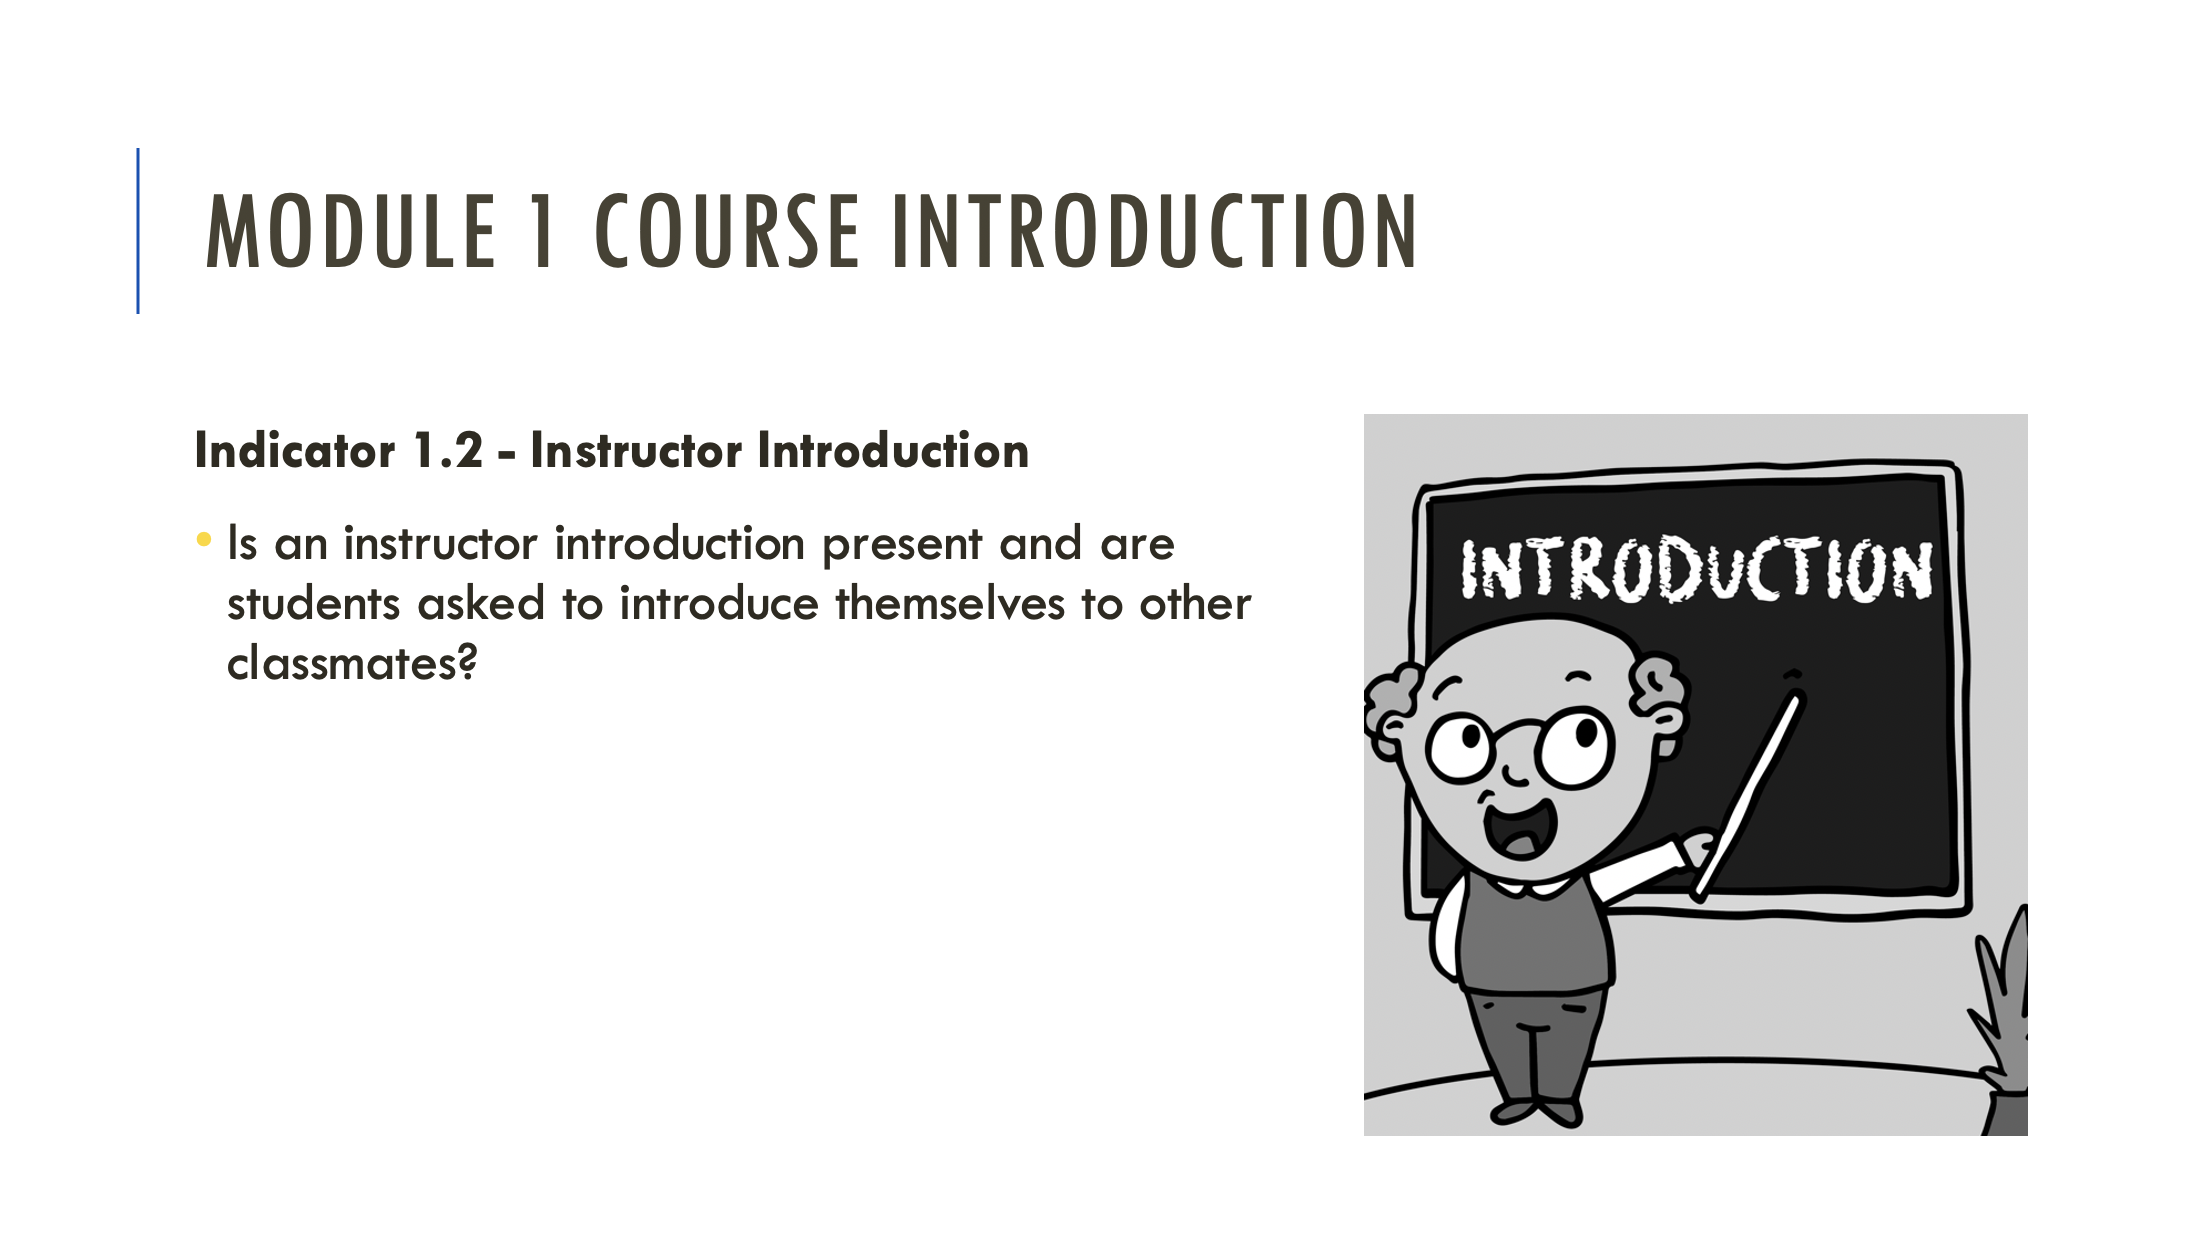 MODULE 1 COURSE INTRODUCTION
Indicator 1.2 - Instructor Introduction
• Is an instructor introduction present and are
students asked to introduce themselves to other
classmates?
INTRODUCTION